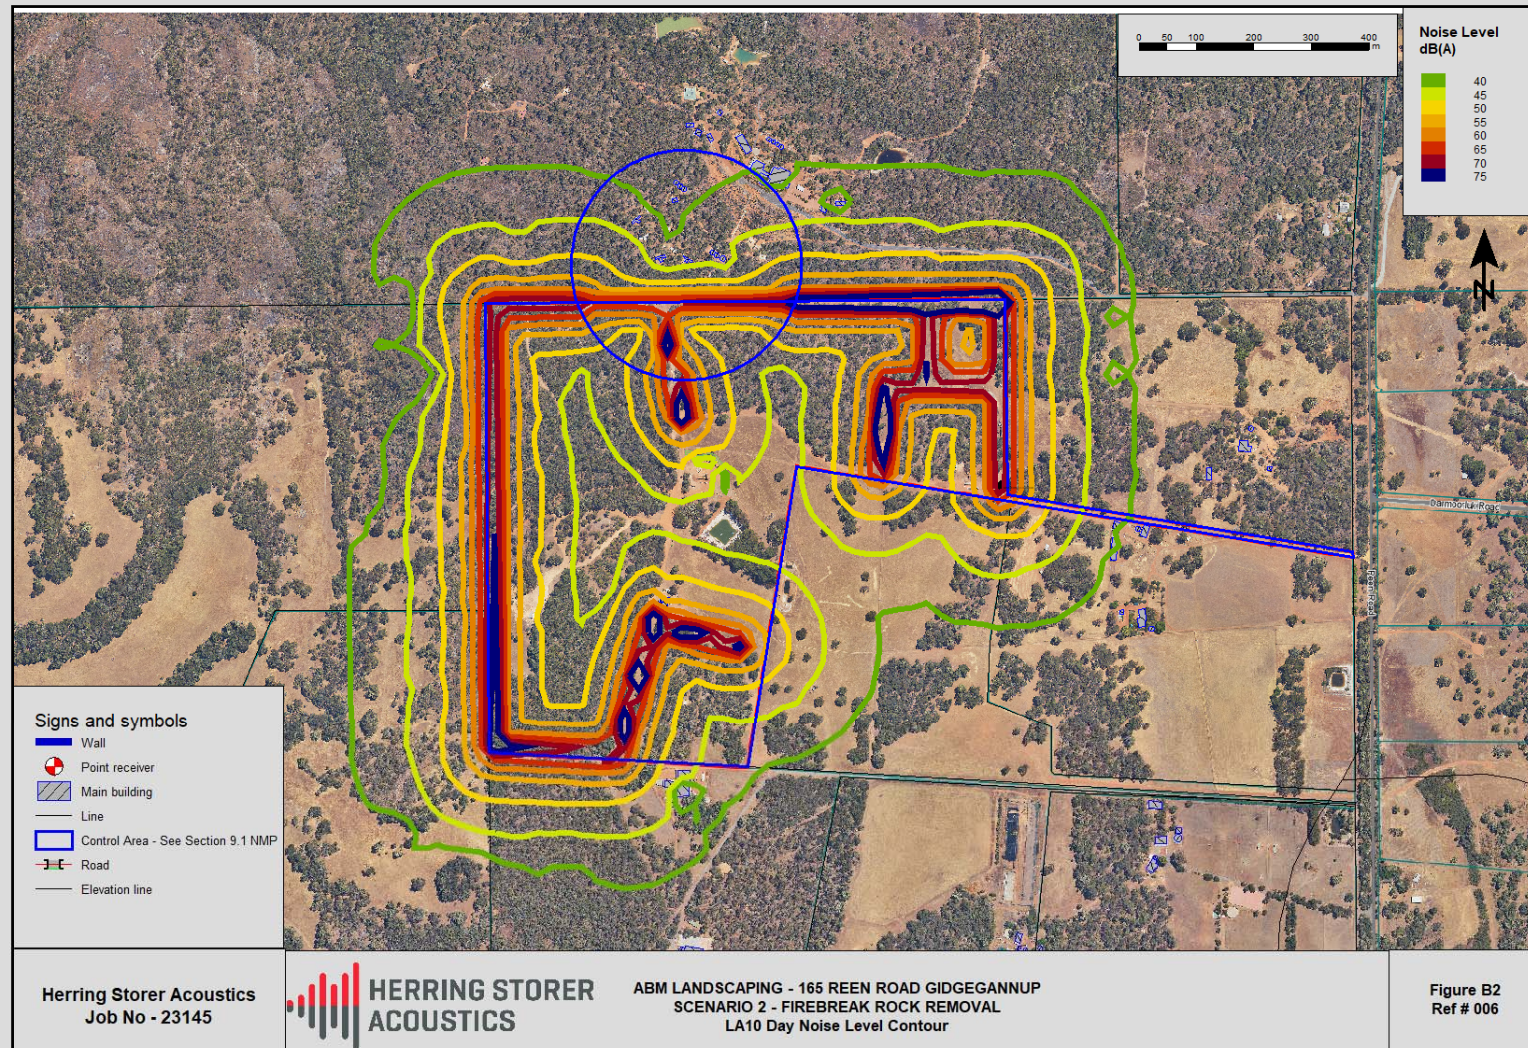 0 50 100 200 300 400
m
Noise Level
dB(A)
40
45
50
55
60
65
70
75
N
Reen Road
Signs and symbols
Wall
Point receiver
Main building
Line
Control Area - See Section 9.1 NMP
Road
Elevation line
Herring Storer Acoustics
Job No - 23145
HERRING STORER
ACOUSTICS
ABM LANDSCAPING - 165 REEN ROAD GIDGEGANNUP
SCENARIO 2 - FIREBREAK ROCK REMOVAL
LA10 Day Noise Level Contour
Figure B2
Ref # 006